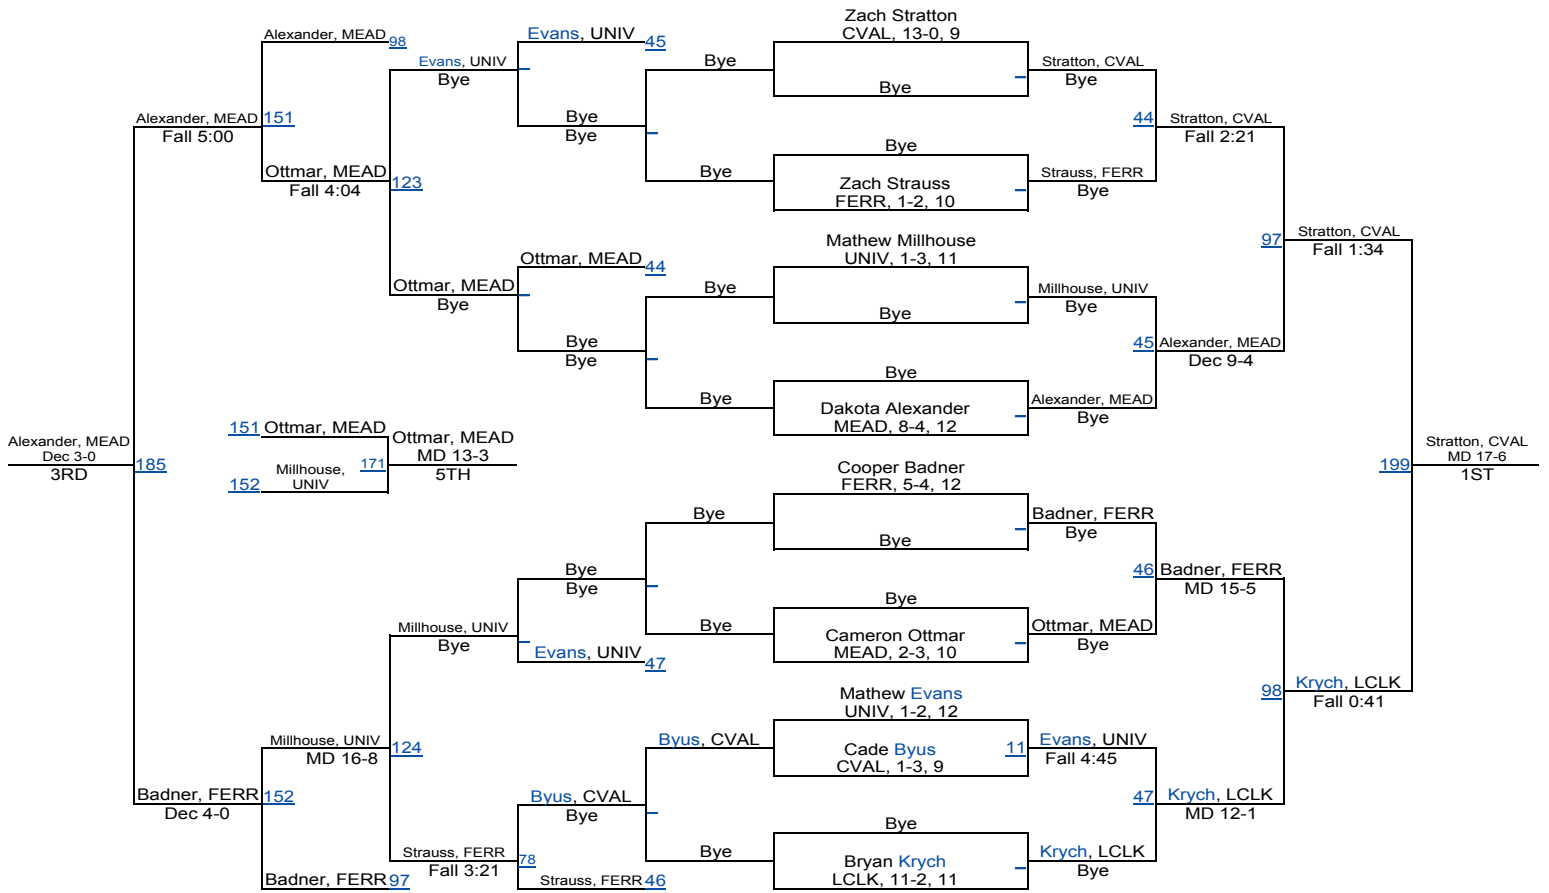 Zach Stratton
CVAL, 13-0, 9
Bye
Bye
Zach Strauss
FERR, 1-2, 10
Mathew Millhouse
UNIV, 1-3, 11
Bye
Bye
Dakota Alexander
MEAD, 8-4, 12
Cooper Badner
FERR, 5-4, 12
Bye
Bye
Cameron Ottmar
MEAD, 2-3, 10
Mathew Evans
UNIV, 1-2, 12
Cade Byus
CVAL, 1-3, 9
11
Bye
Bryan Krych
LCLK, 11-2, 11
Stratton, CVAL
Bye
Strauss, FERR
Bye
Millhouse, UNIV
Bye
Alexander, MEAD
Bye
Badner, FERR
Bye
Ottmar, MEAD
Bye
Evans, UNIV
Fall 4:45
Krych, LCLK
Bye
44
Stratton, CVAL
Fall 2:21
45
Alexander, MEAD
Dec 9-4
46
Badner, FERR
MD 15-5
47
Krych, LCLK
MD 12-1
97
Stratton, CVAL
Fall 1:34
98
Krych, LCLK
Fall 0:41
199
Stratton, CVAL
MD 17-6
1ST
Bye
Bye
Bye
Bye
Bye
Bye
Byus, CVAL
Bye
Evans, UNIV
45
Bye
Bye
Ottmar, MEAD
44
Bye
Bye
Bye
Bye
Evans, UNIV
47
Byus, CVAL
Bye
Strauss, FERR
46
Evans, UNIV
Bye
Ottmar, MEAD
Bye
Millhouse, UNIV
Bye
Strauss, FERR
78
Fall 3:21
Alexander, MEAD
98
Ottmar, MEAD
123
Fall 4:04
Millhouse, UNIV
124
MD 16-8
Badner, FERR
97
Alexander, MEAD
151
Fall 5:00
Badner, FERR
152
Dec 4-0
Alexander, MEAD
Dec 3-0
185
3RD
151
Ottmar, MEAD
152
Millhouse,
UNIV
171
Ottmar, MEAD
MD 13-3
5TH